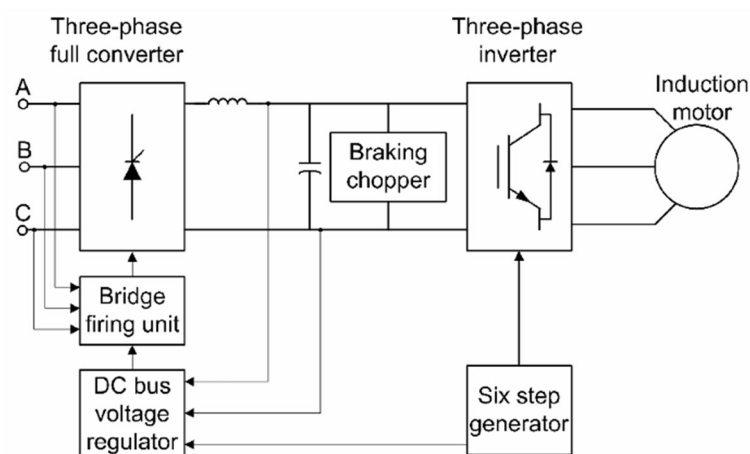 Three-phase
full converter
Three-phase
inverter
Induction
motor
A
B
C
Braking
chopper
Bridge
firing unit
DC bus
voltage
regulator
Six step
generator